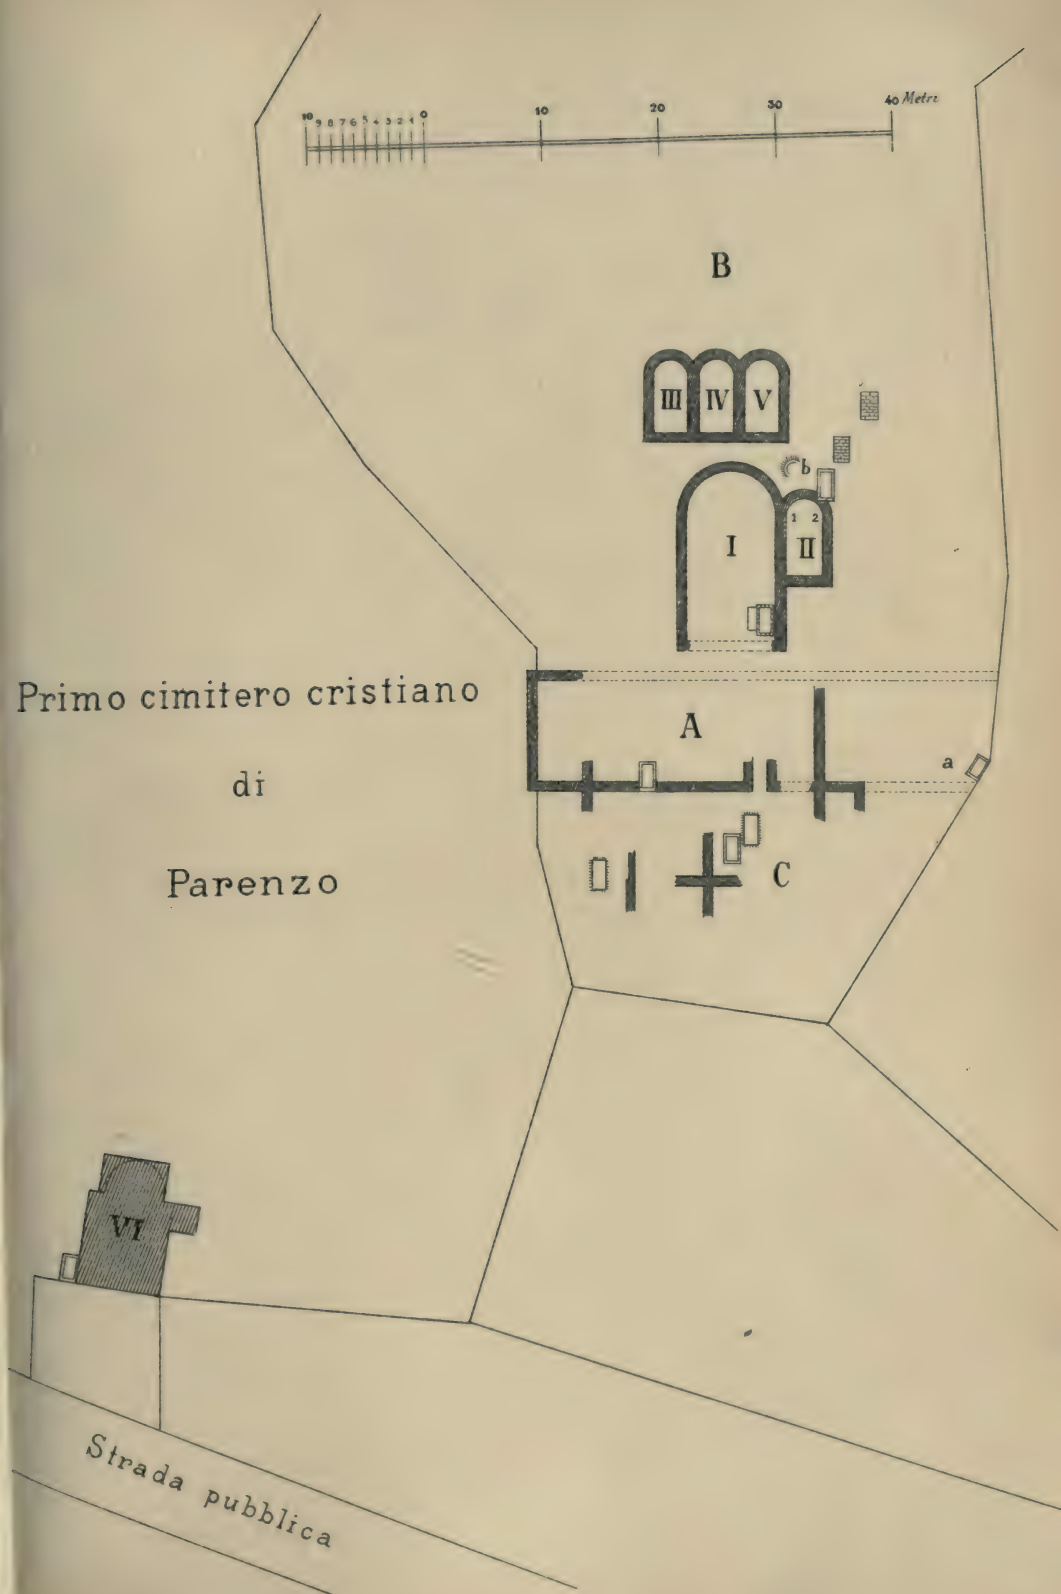 10 9 8 7 6 5 4 3 2 1 0 10 20 30 40 Metri
B
III IV V
b
1 2
I II
Primo cimitero cristiano
A
a
di
Parenzo
C
VI
Strada pubblica